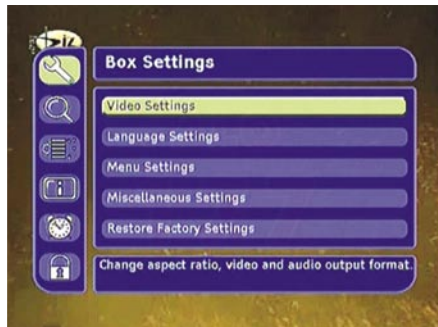 Box Settings
Video Settings
Language Settings
Menu Settings
Miscellaneous Settings
Restore Factory Settings
Change aspect ratio, video and audio output format.